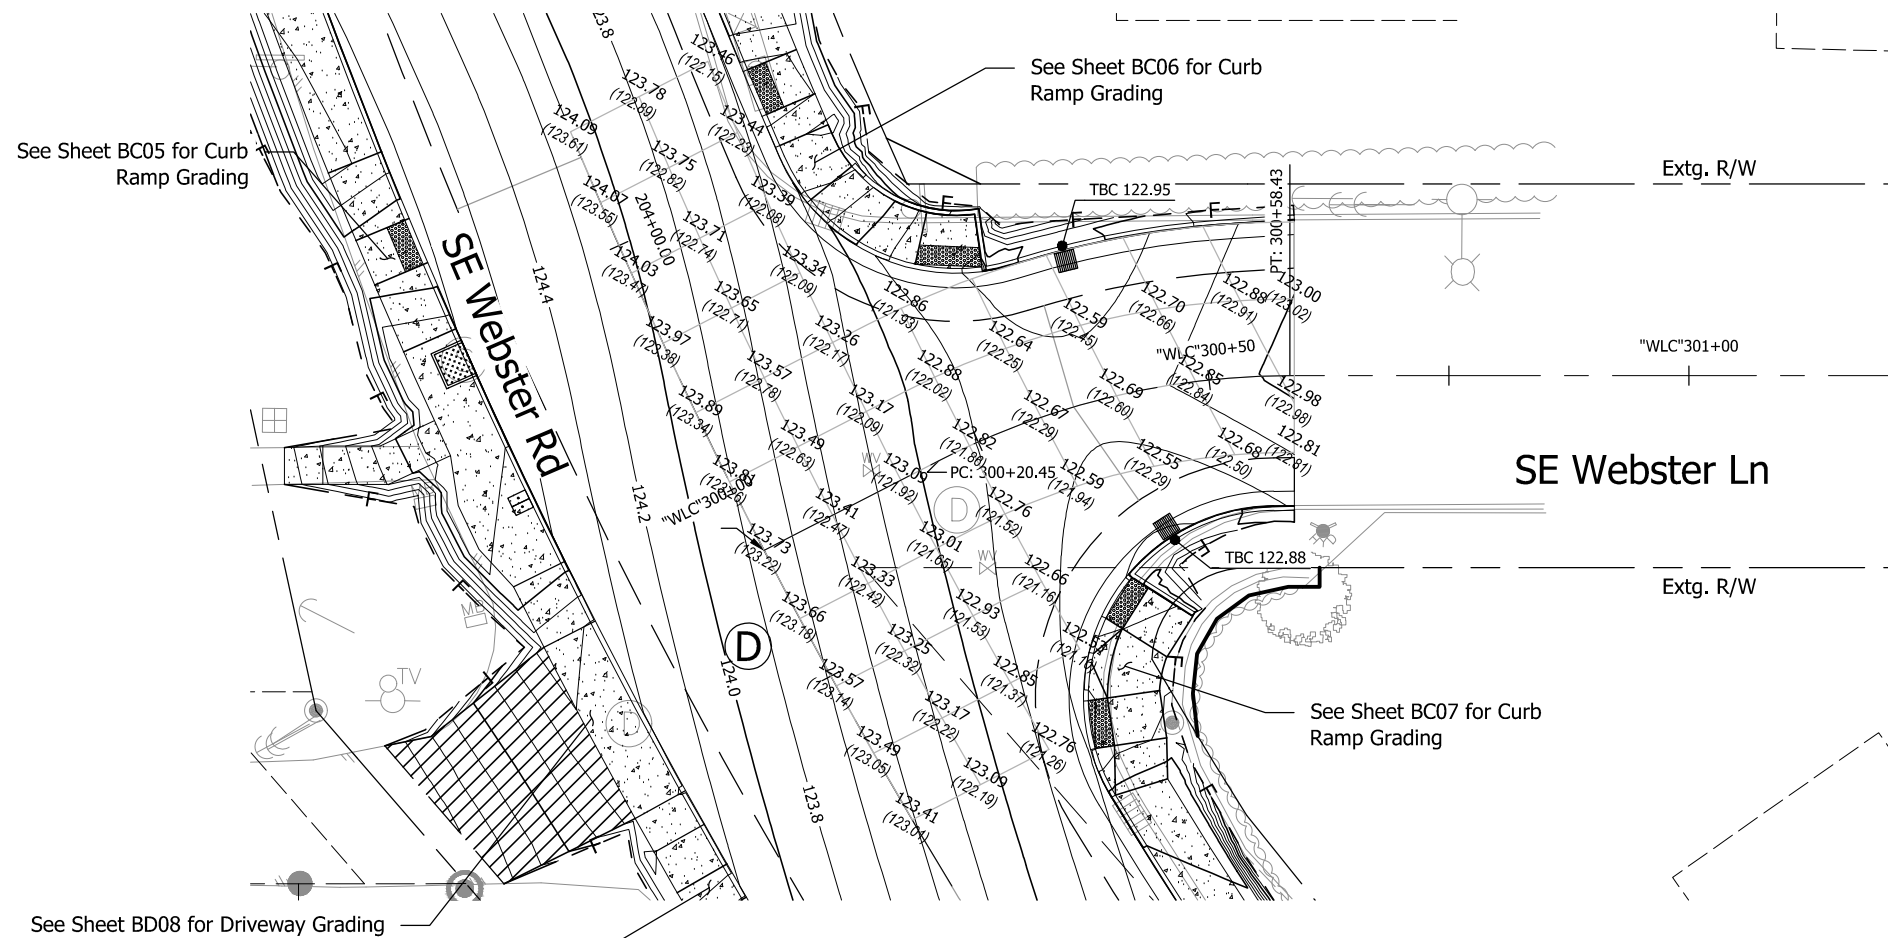 123.8
123.46
(122.15)
See Sheet BC06 for Curb
Ramp Grading
123.78
(122.89)
124.09
(123.61)
123.44
(122.23)
See Sheet BC05 for Curb
Ramp Grading
123.75
(122.82)
Extg. R/W
F
F
F
F
F
TBC 122.95
PT: 300+58.43
124.07
(123.55)
123.39
(122.08)
204+00.00
123.71
(122.74)
SE Webster Rd
124.03
(123.47)
123.34
(122.09)
124.4
F
123.65
(122.71)
122.86
(121.93)
122.59
(122.45)
122.70
(122.66)
122.88
(122.91)
123.00
(123.02)
123.97
(123.38)
123.26
(122.17)
122.64
(122.25)
"WLC"300+50
"WLC"301+00
123.57
(122.78)
122.88
(122.02)
122.69
(122.60)
122.85
(122.84)
122.98
(122.98)
F
123.89
(123.34)
123.17
(122.09)
122.67
(122.29)
123.49
(122.63)
122.82
(121.80)
122.55
(122.29)
122.68
(122.50)
122.81
(122.81)
SE Webster Ln
WV
123.81
(123.26)
123.09
(121.92)
PC: 300+20.45
122.59
(121.94)
F
124.2
"WLC"300+00
123.41
(122.47)
D
122.76
(121.52)
123.73
(123.22)
123.01
(121.65)
WV
F
TBC 122.88
Extg. R/W
F
123.33
(122.42)
122.66
(121.16)
MB
123.66
(123.18)
122.93
(121.53)
D
123.25
(122.32)
(121.10)
F
F
TV
124.0
123.57
(123.14)
122.85
(121.37)
D
123.17
(122.22)
See Sheet BC07 for Curb
Ramp Grading
123.49
(123.05)
122.76
(121.26)
123.09
(122.19)
F
123.8
123.41
(123.04)
F
See Sheet BD08 for Driveway Grading